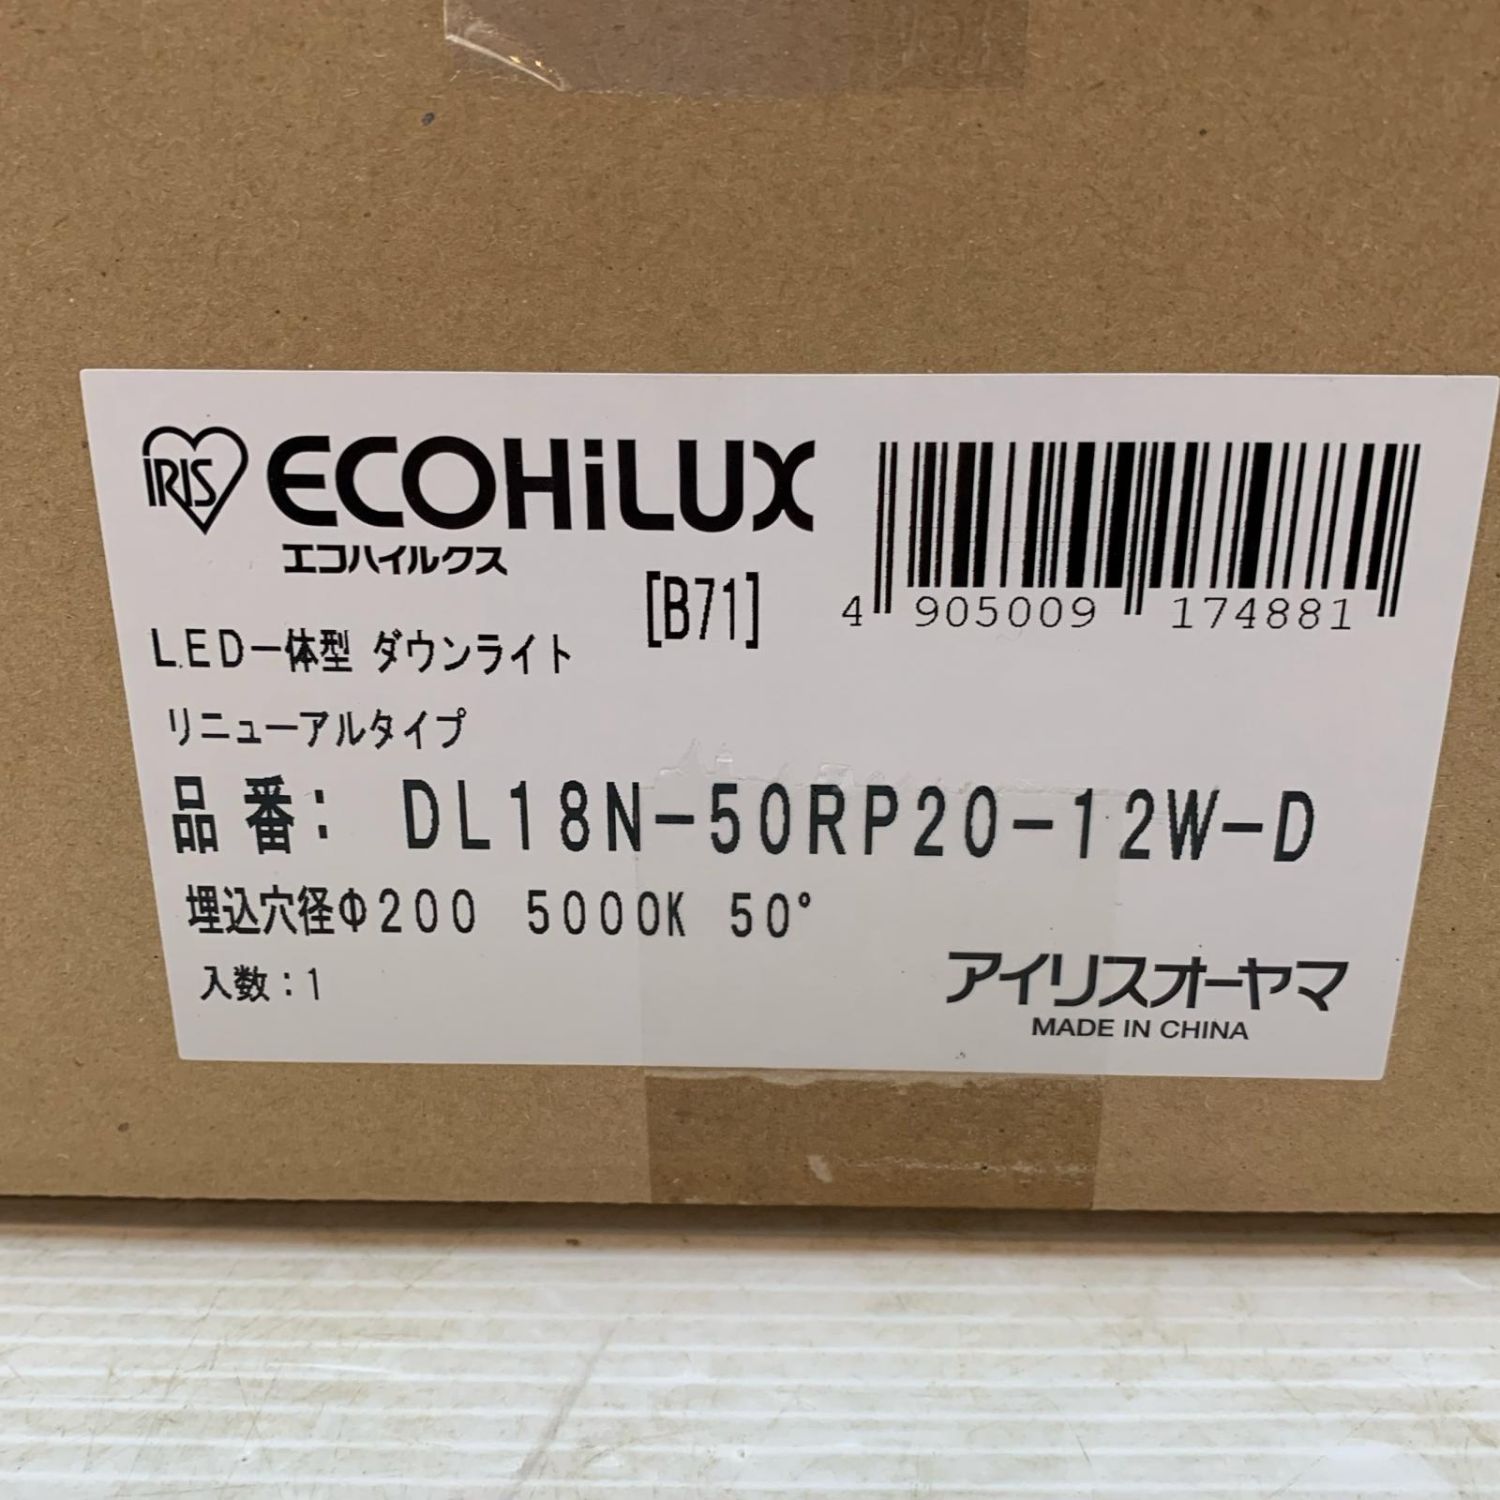 IRIS ECOHiLUX
エコハイルクス
[B71]
4 905009 174881
LED一体型 ダウンライト
リニューアルタイプ
品番: DL18N-50RP20-12W-D
埋込穴径Φ200 5000K 50°
入数:1
アイリスオーヤマ
MADE IN CHINA